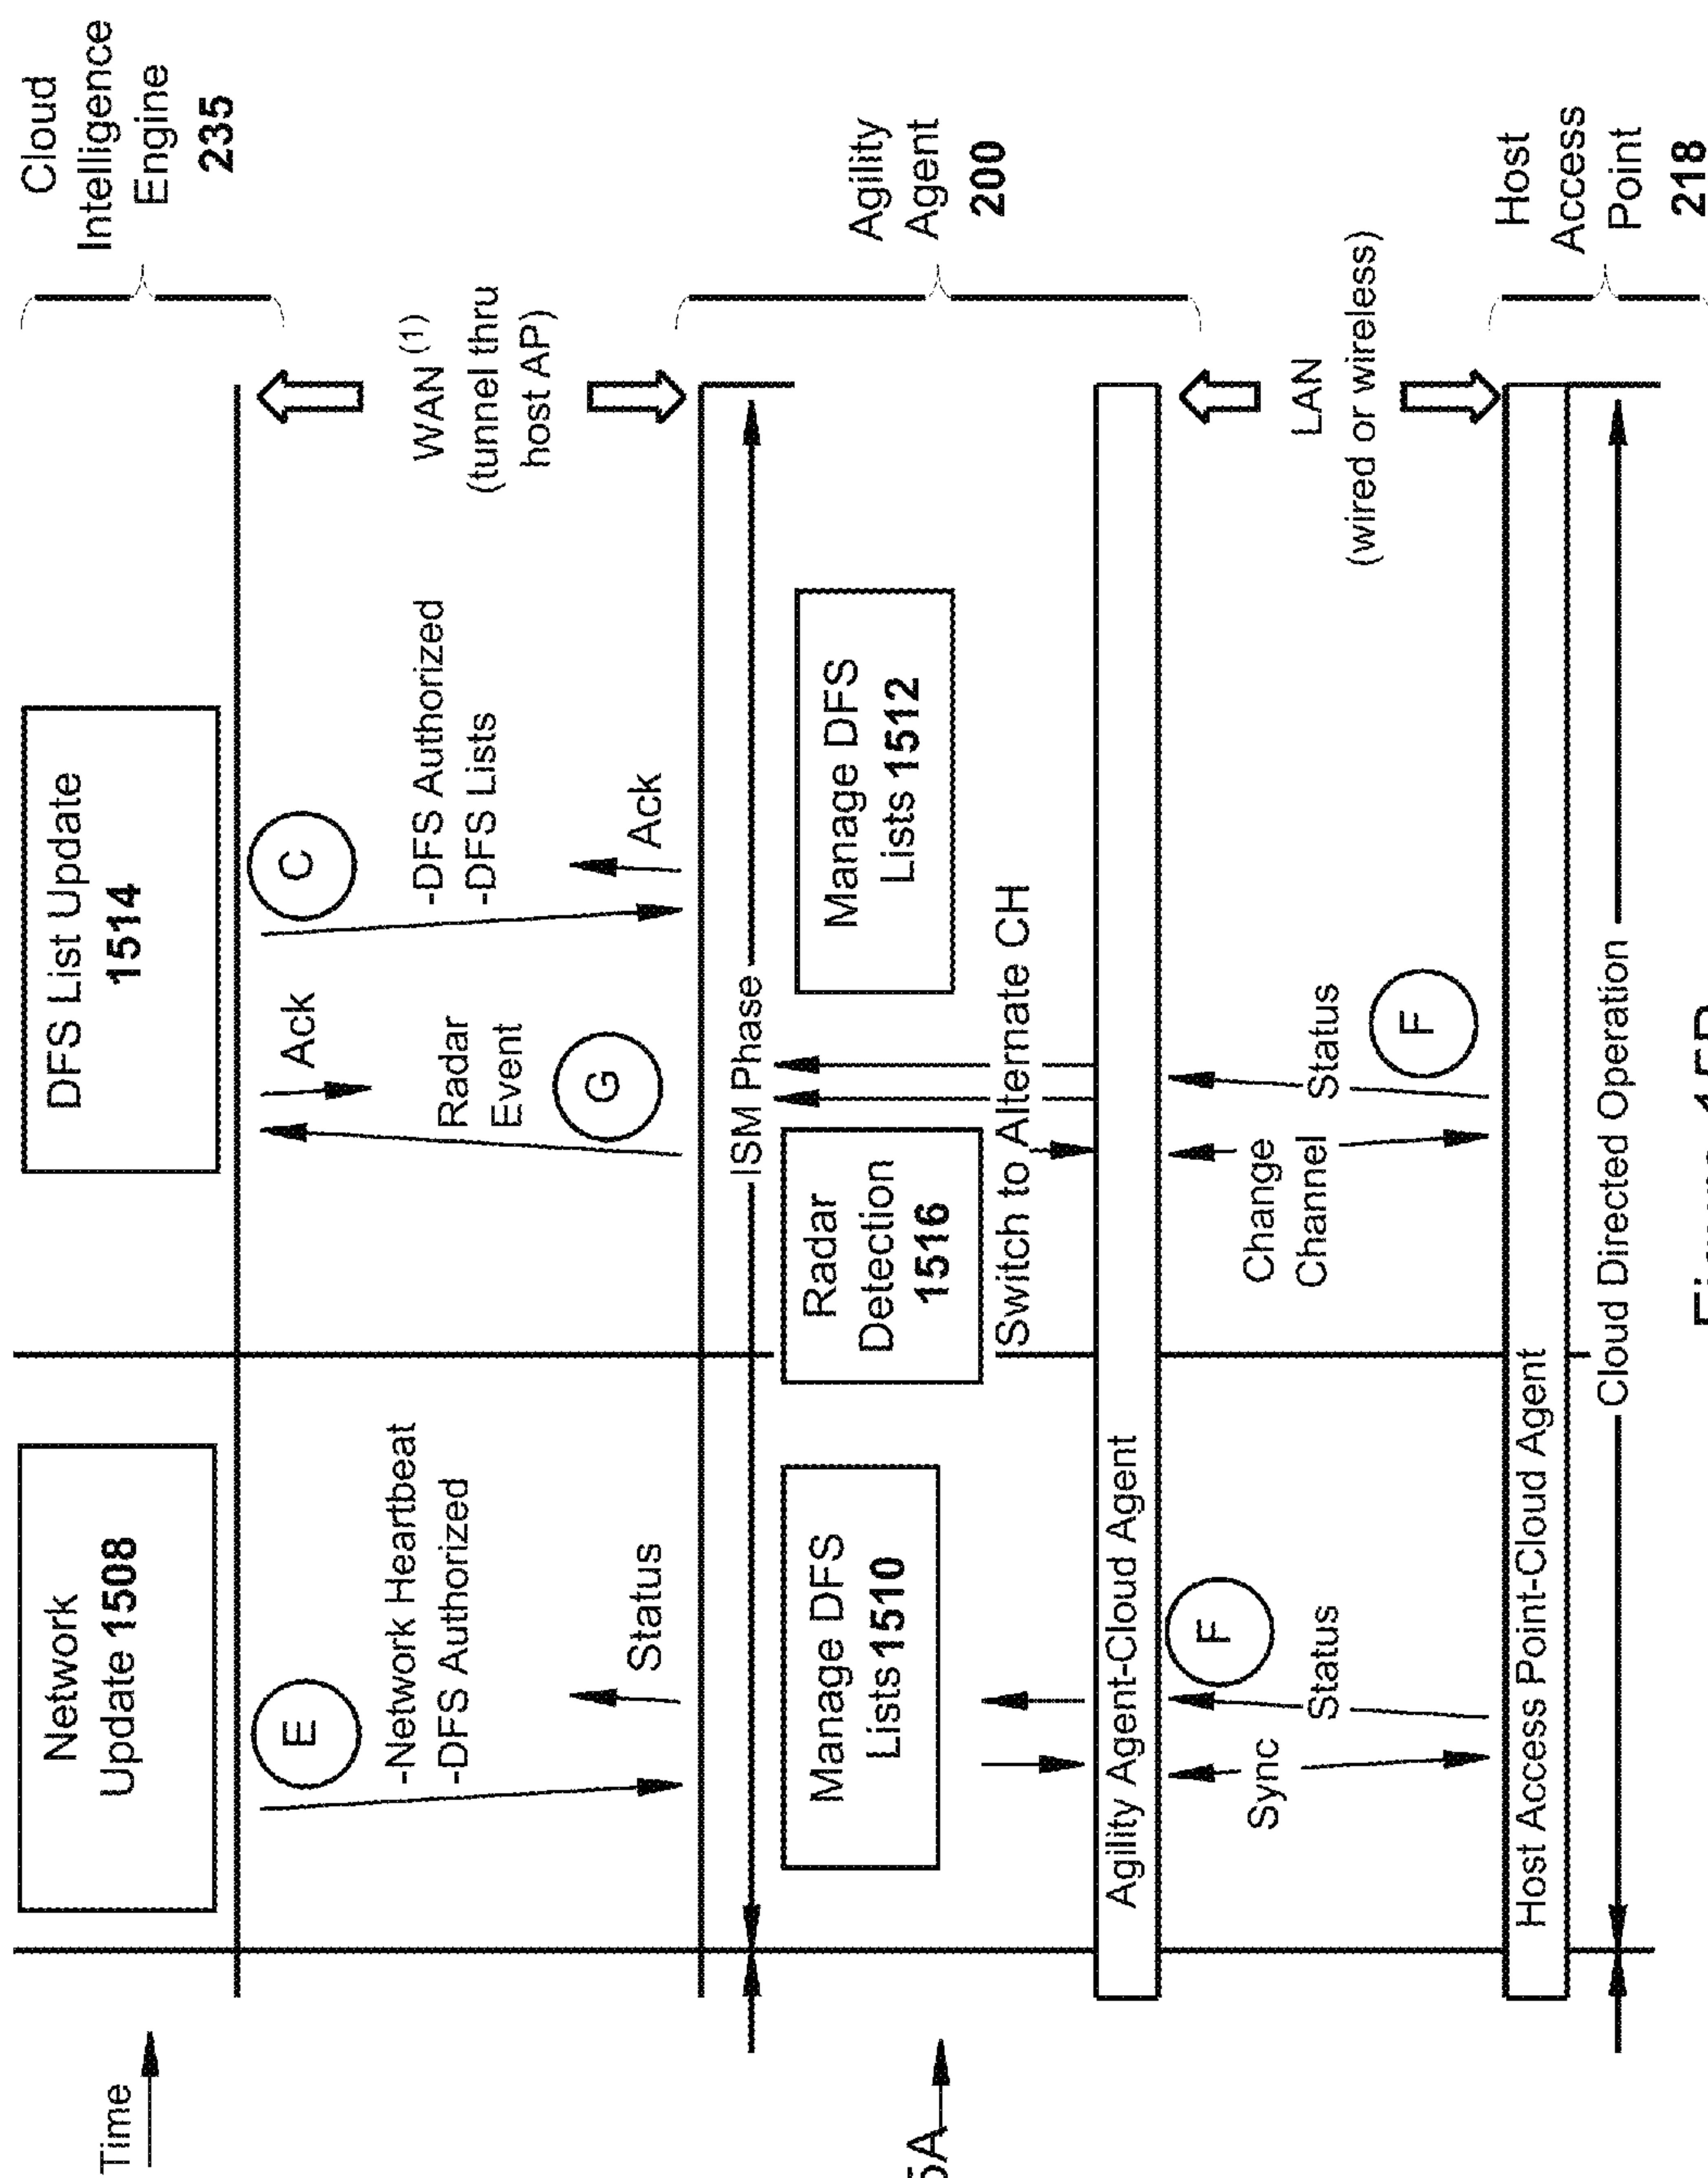 Time
Network
Update 1508
DFS List Update
1514
Cloud
Intelligence
Engine
235
E
-Network Heartbeat
-DFS Authorized
Status
Ack
Radar
Event
G
C
-DFS Authorized
-DFS Lists
Ack
WAN (1)
(tunnel thru
host AP)
ISM Phase
5A
Manage DFS
Lists 1510
Radar
Detection
1516
Manage DFS
Lists 1512
Agility
Agent
200
Switch to Alternate CH
Agility Agent-Cloud Agent
Sync
Status
F
Change
Channel
Status
F
LAN
(wired or wireless)
Host Access Point-Cloud Agent
Host
Access
Point
218
Cloud Directed Operation